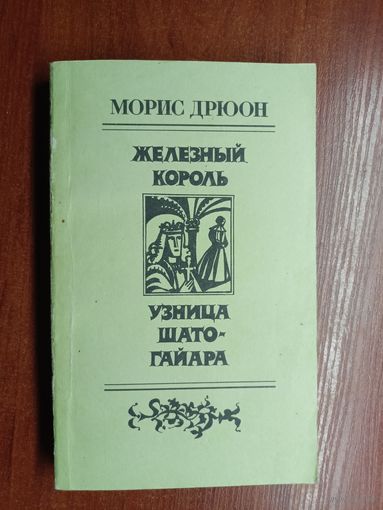 МОРИС ДРЮОН
ЖЕЛЕЗНЫЙ
КОРОЛЬ
УЗНИЦА
ШАТО-
ГАЙАРА